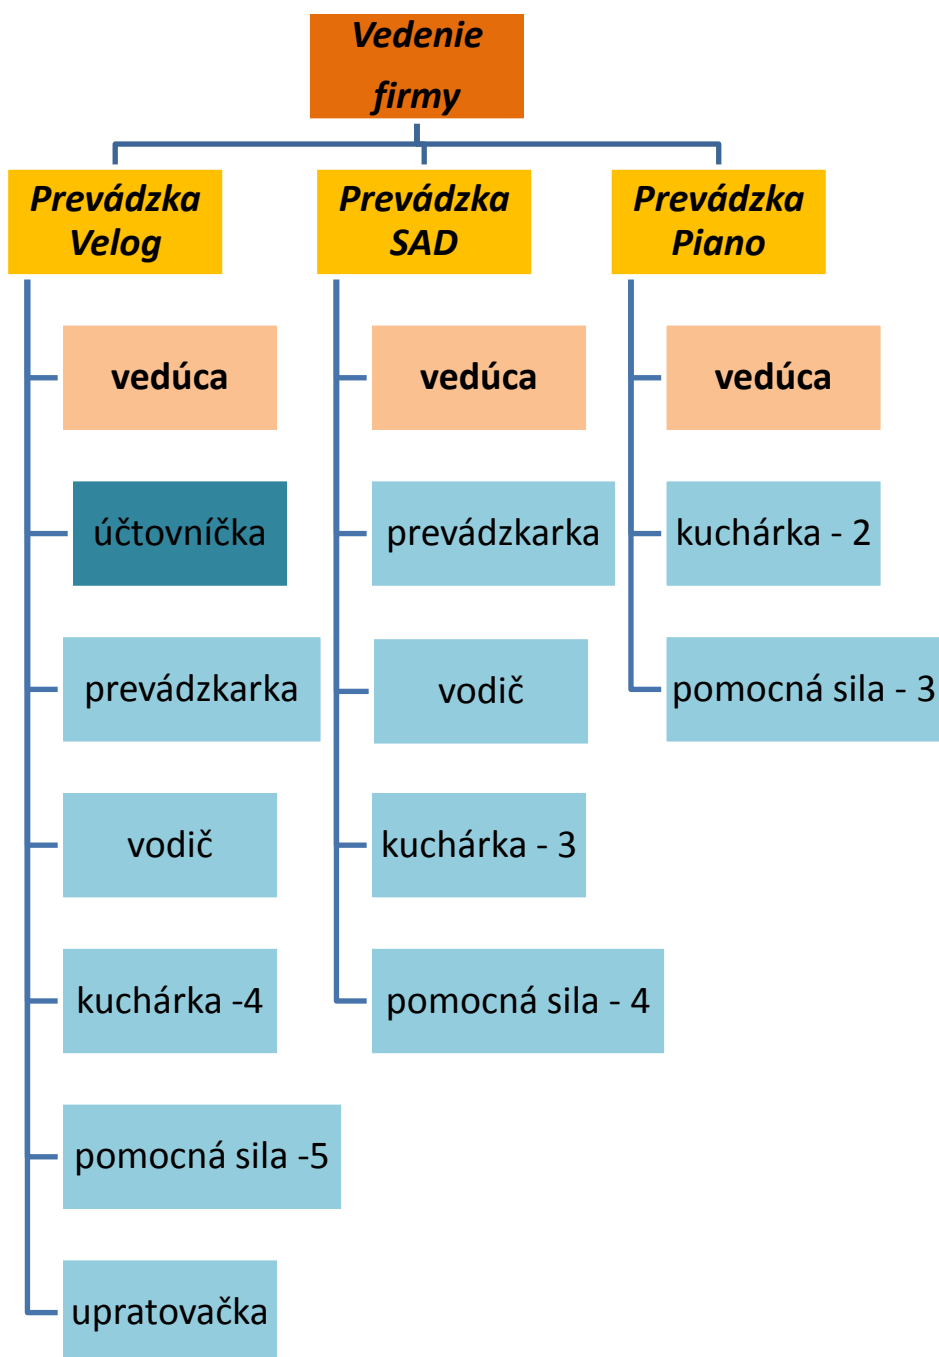 Vedenie
firmy
Prevádzka
Velog
Prevádzka
SAD
Prevádzka
Piano
vedúca
vedúca
vedúca
účtovníčka
prevádzkarka
kuchárka - 2
prevádzkarka
vodič
pomocná sila - 3
vodič
kuchárka - 3
kuchárka -4
pomocná sila - 4
pomocná sila -5
upratovačka